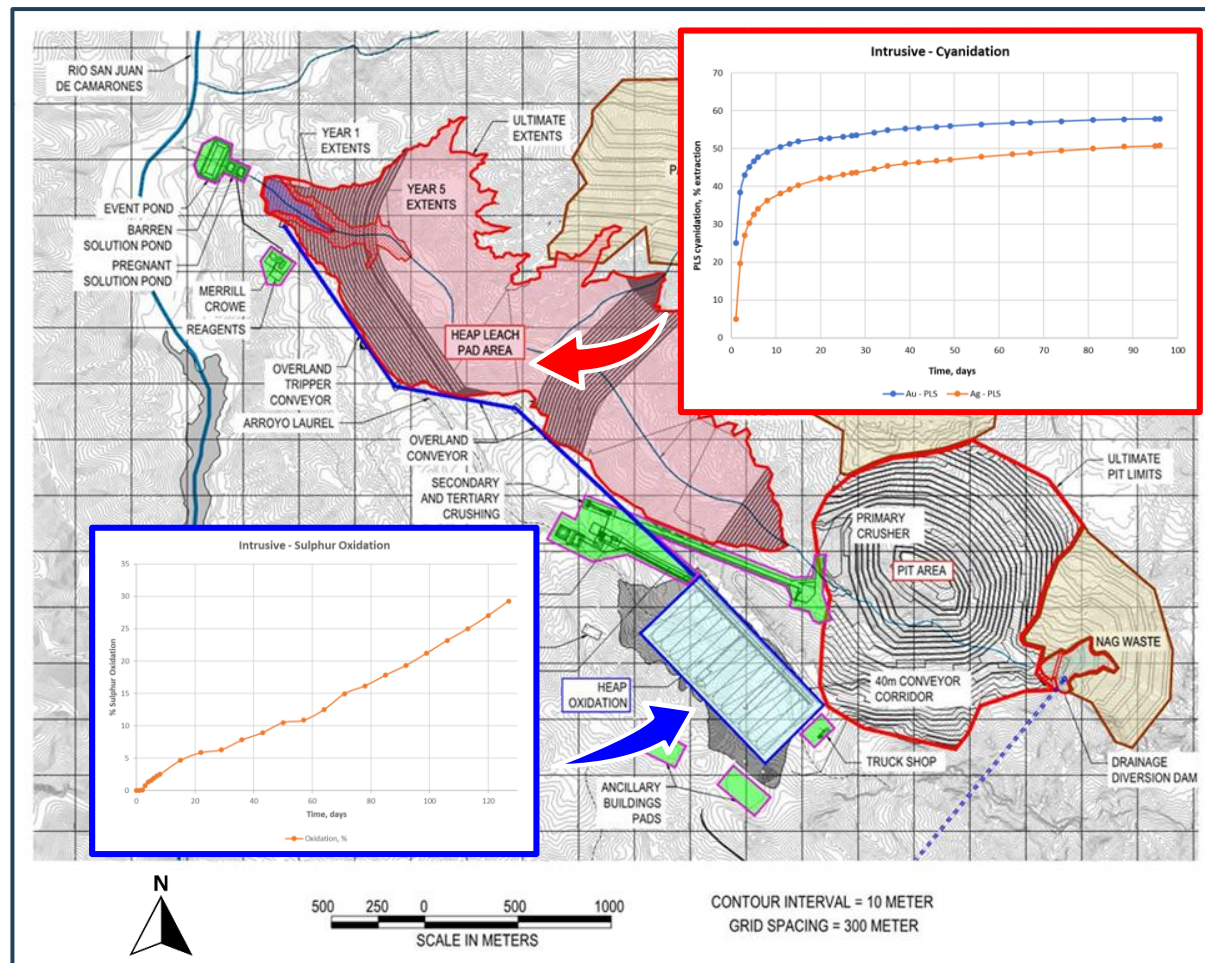 RIO SAN JUAN
DE CAMARONES
YEAR 1
EXTENTS
ULTIMATE
EXTENTS
YEAR 5
EXTENTS
EVENT POND
BARREN
SOLUTION POND
PREGNANT
SOLUTION POND
MERRILL
CROWE
REAGENTS
HEAP LEACH
PAD AREA
OVERLAND
TRIPPER
CONVEYOR
ARROYO LAUREL
OVERLAND
CONVEYOR
SECONDARY
AND TERTIARY
CRUSHING
Intrusive - Cyanidation
PLS cyanidation, % extraction
70
60
50
40
30
20
10
0
0 10 20 30 40 50 60 70 80 90 100
Time, days
Au - PLS Ag - PLS
ULTIMATE
PIT LIMITS
PRIMARY
CRUSHER
PIT AREA
NAG WASTE
40m CONVEYOR
CORRIDOR
HEAP
OXIDATION
TRUCK SHOP
DRAINAGE
DIVERSION DAM
ANCILLARY
BUILDINGS
PADS
Intrusive - Sulphur Oxidation
% Sulphur Oxidation
35
30
25
20
15
10
5
0
0 20 40 60 80 100 120
Time, days
Oxidation, %
N
500 250 0 500 1000
SCALE IN METERS
CONTOUR INTERVAL = 10 METER
GRID SPACING = 300 METER